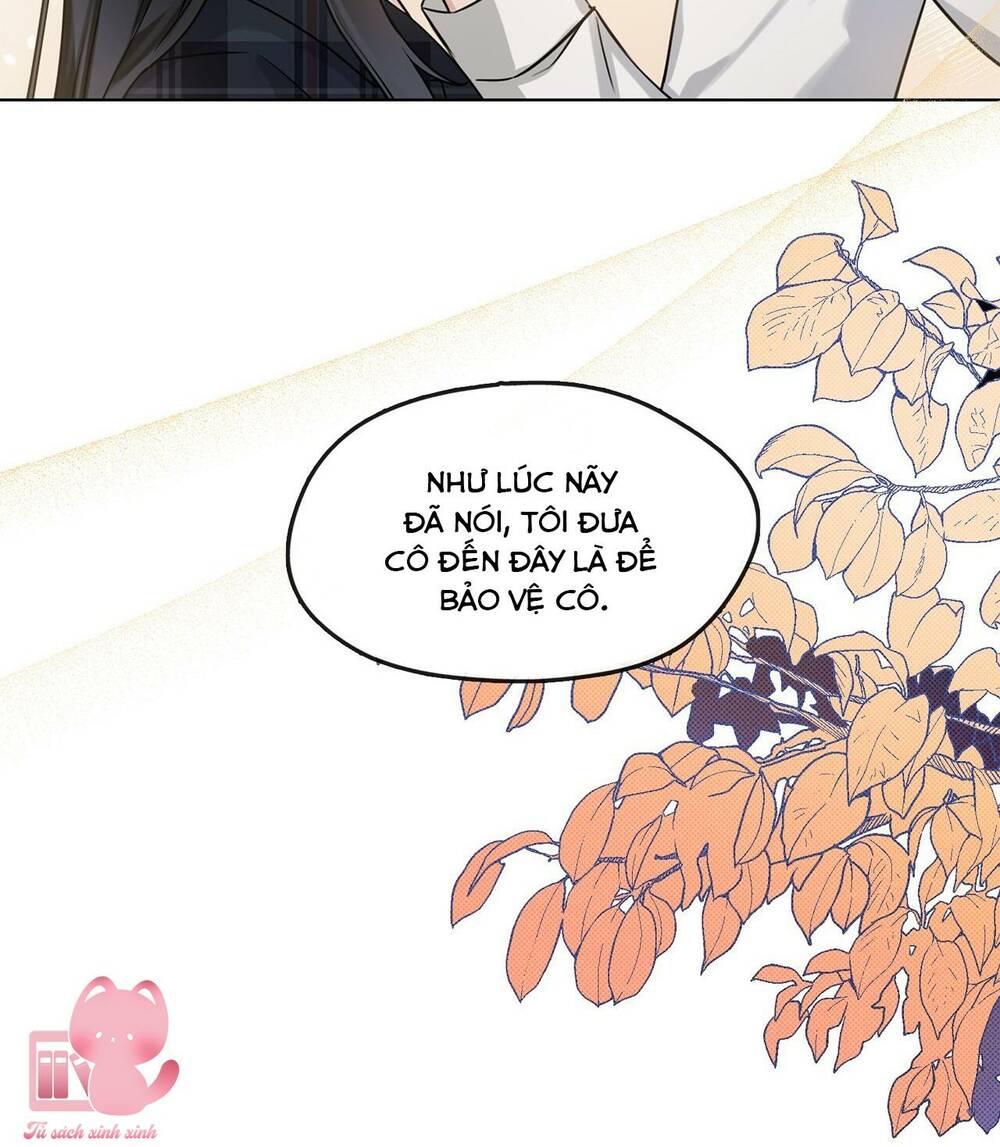 NHƯ LÚC NÃY
ĐÃ NÓI, TÔI ĐƯA
CÔ ĐẾN ĐÂY LÀ ĐỂ
BẢO VỆ CÔ.
Tủ sách xinh xinh